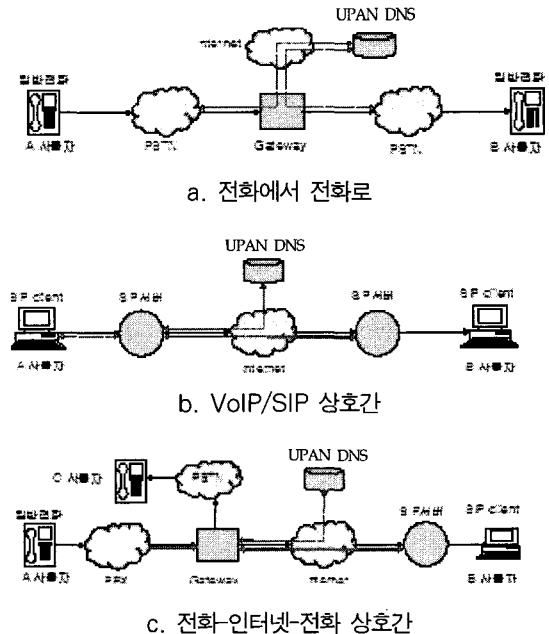 UPAN DNS
Internet
일반전화
일반전화
A 사용자
PSTN
Gateway
PSTN
B 사용자
a. 전화에서 전화로
UPAN DNS
SIP client
SIP서버
SIP서버
SIP client
A 사용자
Internet
B 사용자
b. VoIP/SIP 상호간
C 사용자
PSTN
UPAN DNS
일반전화
SIP서버
SIP client
A 사용자
PBX
Gateway
Internet
B 사용자
c. 전화-인터넷-전화 상호간